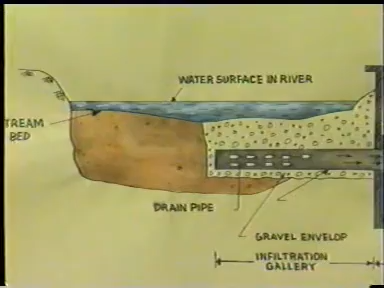 WATER SURFACE IN RIVER
TREAM
BED
DRAIN PIPE
GRAVEL ENVELOP
INFILTRATION
GALLERY